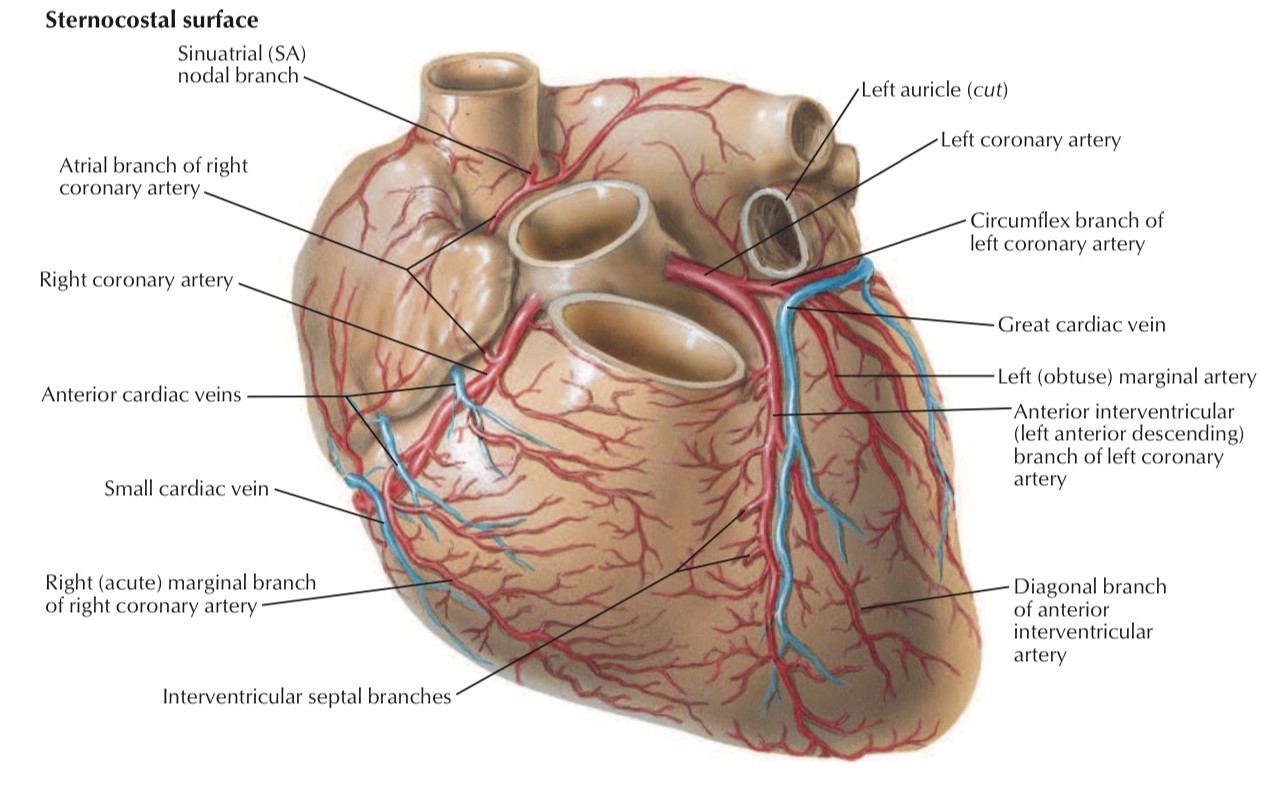 Sternocostal surface
Sinuatrial (SA)
nodal branch
Atrial branch of right
coronary artery
Right coronary artery
Anterior cardiac veins
Small cardiac vein
Right (acute) marginal branch
of right coronary artery
Interventricular septal branches
Left auricle (cut)
Left coronary artery
Circumflex branch of
left coronary artery
Great cardiac vein
Left (obtuse) marginal artery
Anterior interventricular
(left anterior descending)
branch of left coronary
artery
Diagonal branch
of anterior
interventricular
artery